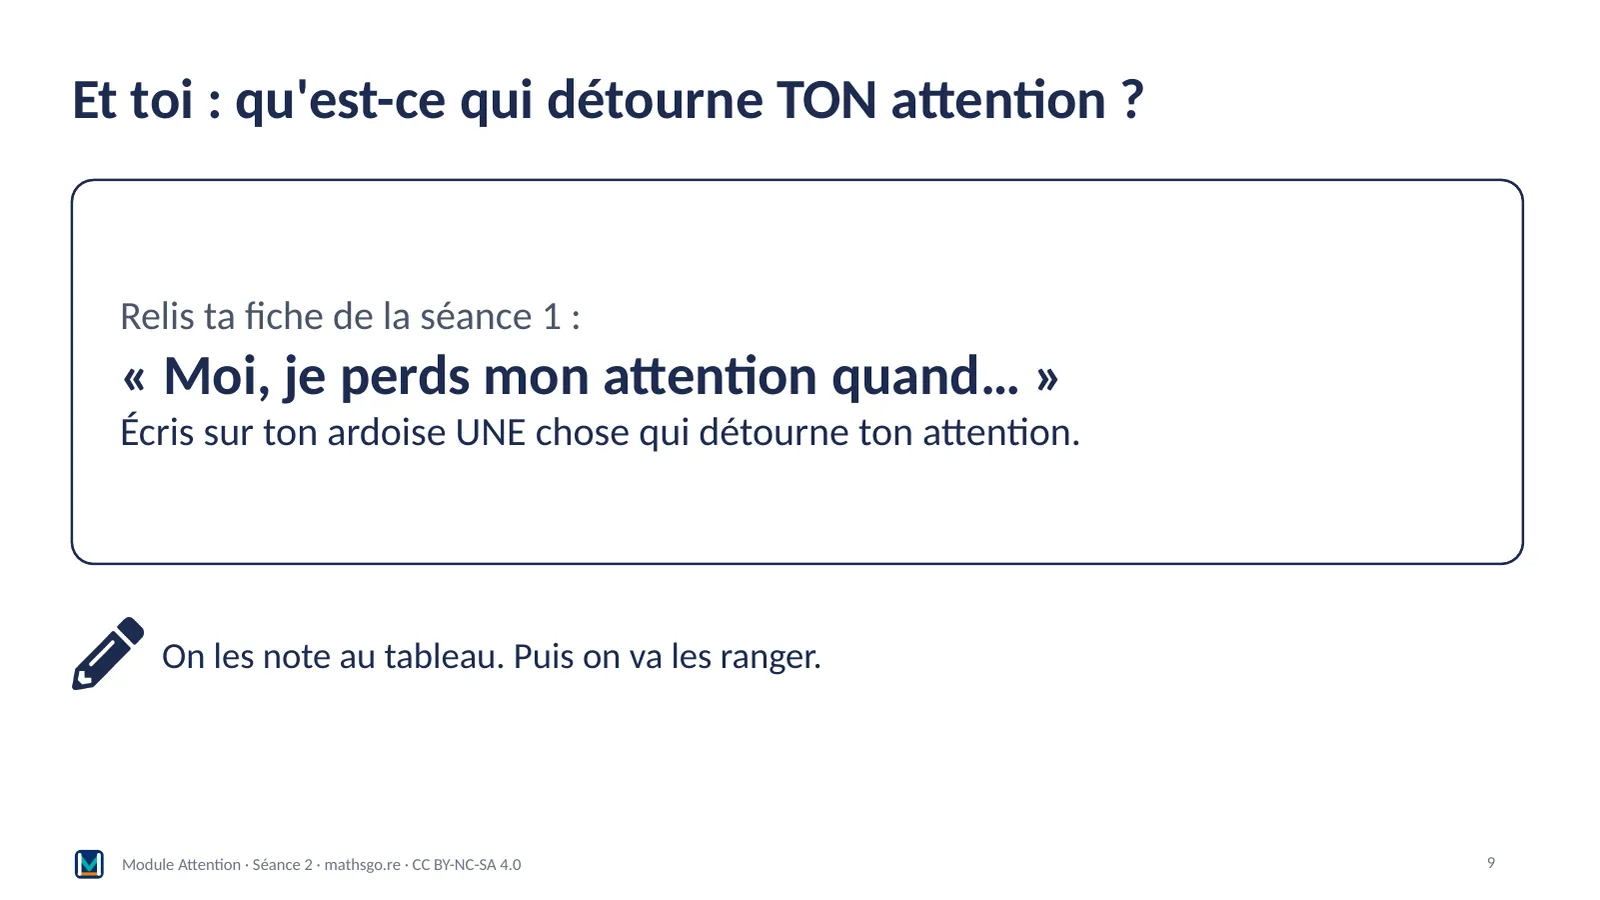 Et toi : qu'est-ce qui détourne TON attention ?
Relis ta fiche de la séance 1 :
« Moi, je perds mon attention quand… »
Écris sur ton ardoise UNE chose qui détourne ton attention.
On les note au tableau. Puis on va les ranger.
Module Attention · Séance 2 · mathsgo.re · CC BY-NC-SA 4.0
9